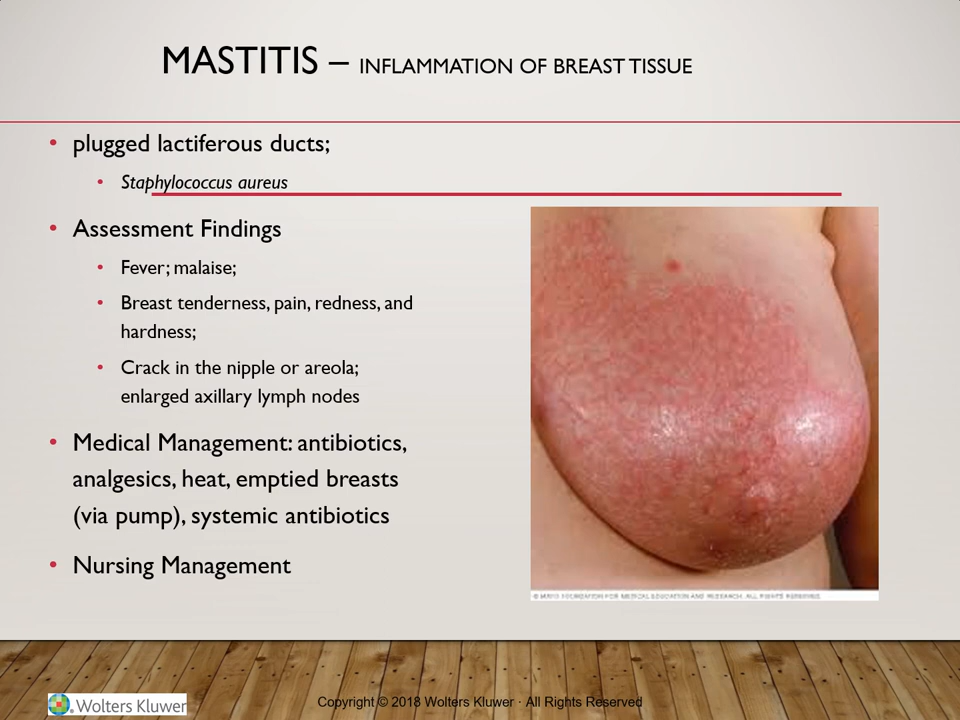 MASTITIS – INFLAMMATION OF BREAST TISSUE
• plugged lactiferous ducts;
• Staphylococcus aureus
• Assessment Findings
• Fever; malaise;
• Breast tenderness, pain, redness, and
hardness;
• Crack in the nipple or areola;
enlarged axillary lymph nodes
• Medical Management: antibiotics,
analgesics, heat, emptied breasts
(via pump), systemic antibiotics
• Nursing Management
© MAYO FOUNDATION FOR MEDICAL EDUCATION AND RESEARCH. ALL RIGHTS RESERVED.
Wolters Kluwer
Copyright © 2018 Wolters Kluwer · All Rights Reserved